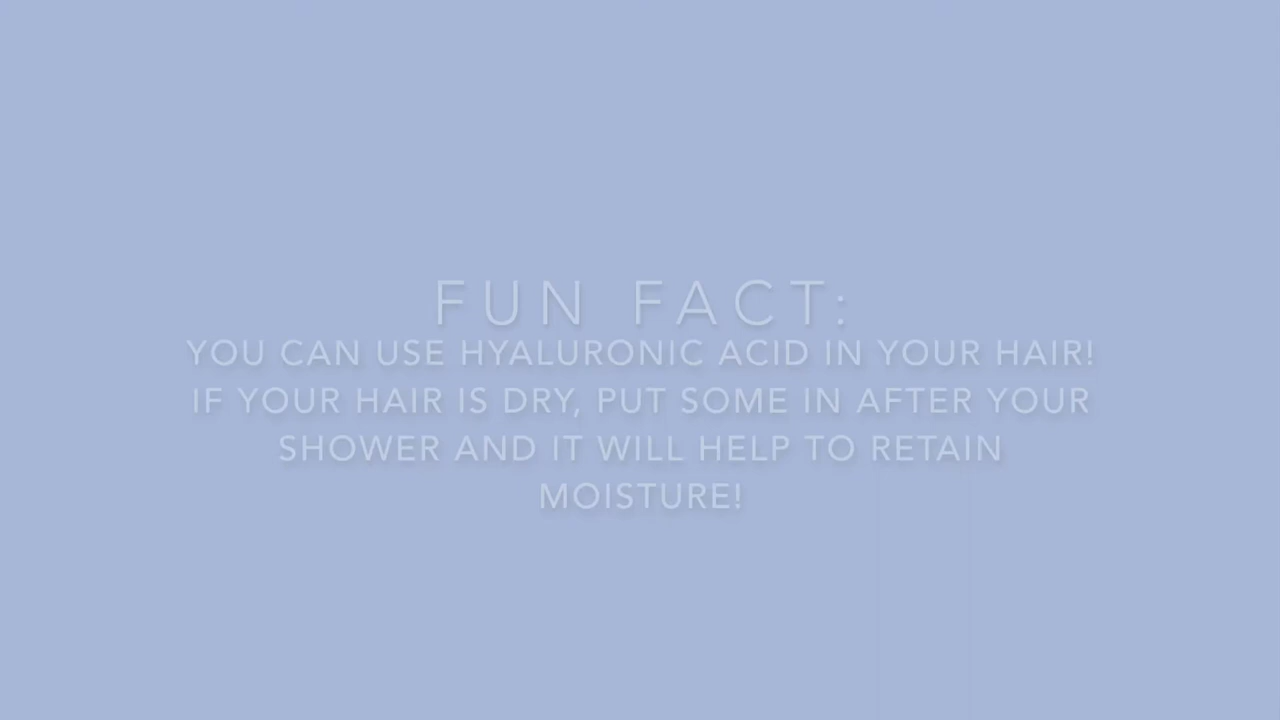 FUN FACT:
YOU CAN USE HYALURONIC ACID IN YOUR HAIR!
IF YOUR HAIR IS DRY, PUT SOME IN AFTER YOUR
SHOWER AND IT WILL HELP TO RETAIN
MOISTURE!